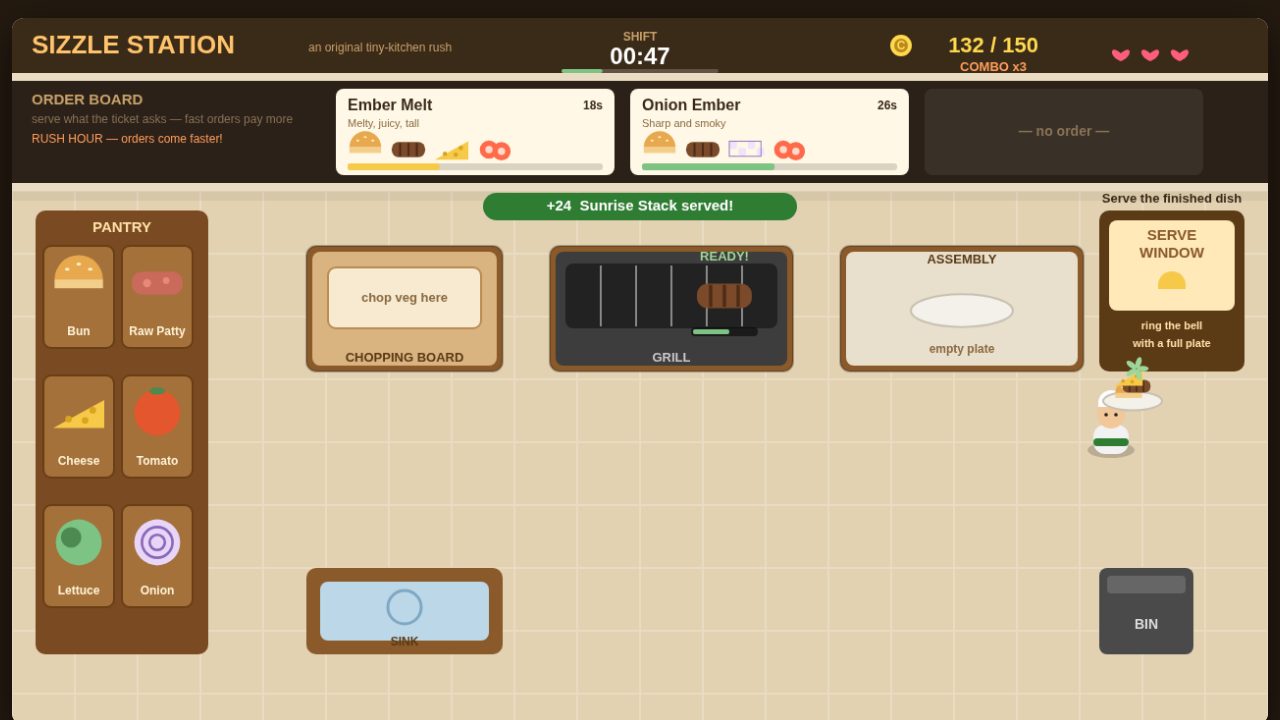 SIZZLE STATION
an original tiny-kitchen rush
SHIFT
00:47
C
132 / 150
COMBO x3
ORDER BOARD
serve what the ticket asks — fast orders pay more
RUSH HOUR — orders come faster!
Ember Melt
18s
Melty, juicy, tall
Onion Ember
26s
Sharp and smoky
— no order —
+24 Sunrise Stack served!
Serve the finished dish
PANTRY
Bun
Raw Patty
Cheese
Tomato
Lettuce
Onion
chop veg here
CHOPPING BOARD
READY!
GRILL
ASSEMBLY
empty plate
SERVE
WINDOW
ring the bell
with a full plate
SINK
BIN